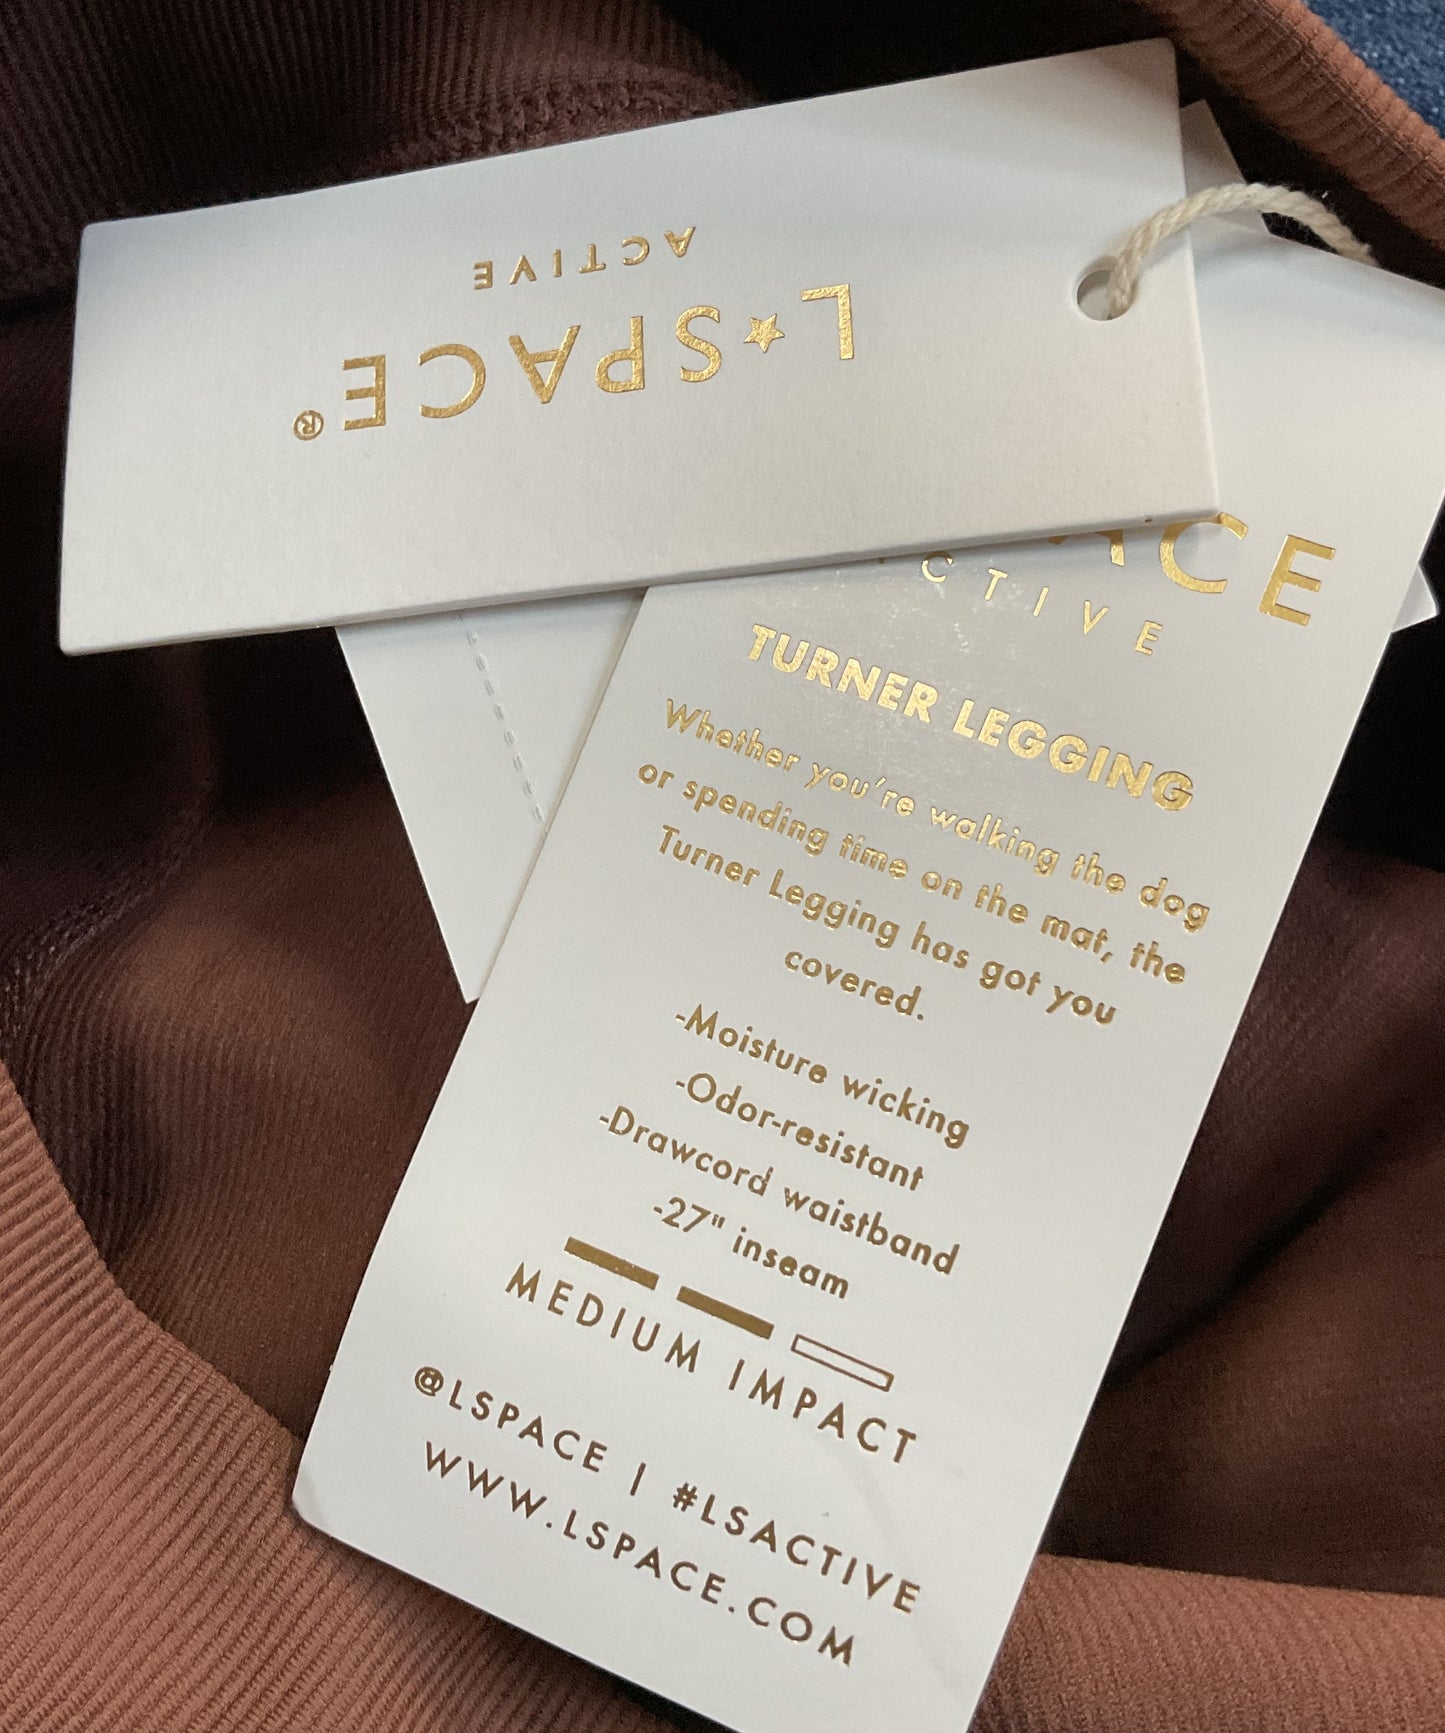 L★SPACE®
ACTIVE
TURNER LEGGING
Whether you're walking the dog
or spending time on the mat, the
Turner Legging has got you
covered.
-Moisture wicking
-Odor-resistant
-Drawcord waistband
-27" inseam
MEDIUM IMPACT
@LSPACE | #LSACTIVE
WWW.LSPACE.COM